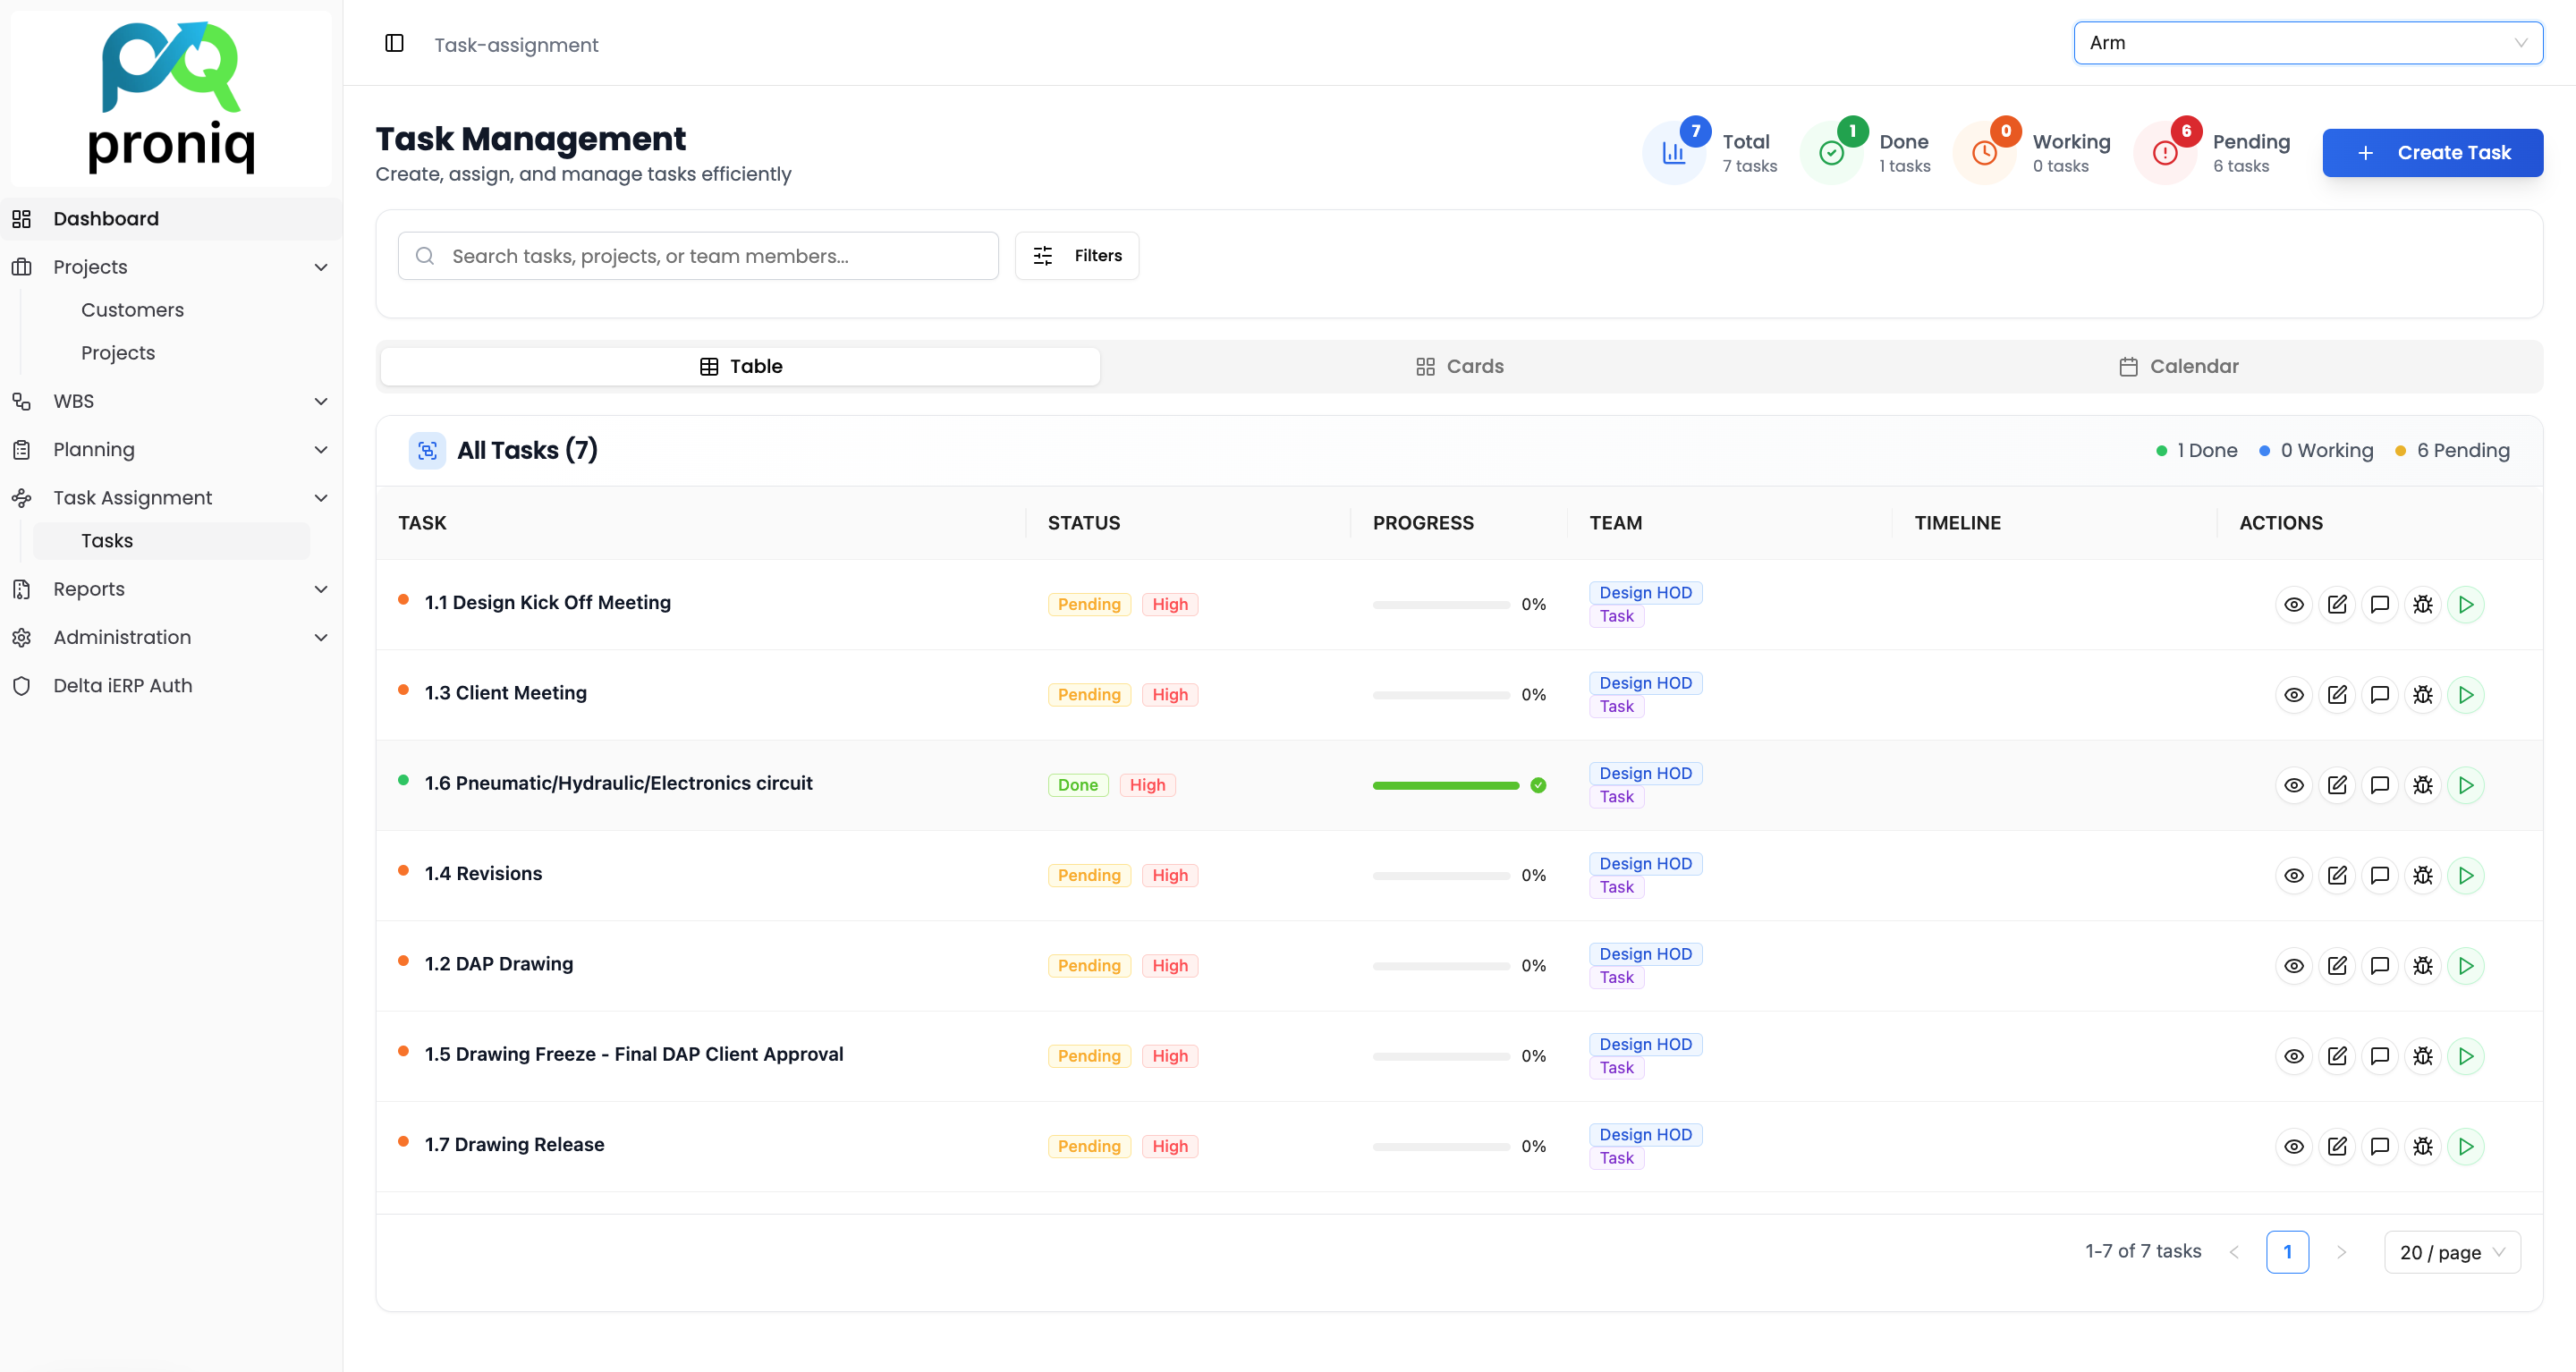 proniq
Dashboard
Projects
Customers
Projects
WBS
Planning
Task Assignment
Tasks
Reports
Administration
Delta iERP Auth
Task-assignment
Arm
Task Management
Create, assign, and manage tasks efficiently
7 Total
7 tasks
1 Done
1 tasks
0 Working
0 tasks
6 Pending
6 tasks
Create Task
Search tasks, projects, or team members...
Filters
Table
Cards
Calendar
All Tasks (7)
1 Done 0 Working 6 Pending
TASK STATUS PROGRESS TEAM TIMELINE ACTIONS
1.1 Design Kick Off Meeting Pending High 0% Design HOD
Task
1.3 Client Meeting Pending High 0% Design HOD
Task
1.6 Pneumatic/Hydraulic/Electronics circuit Done High Design HOD
Task
1.4 Revisions Pending High 0% Design HOD
Task
1.2 DAP Drawing Pending High 0% Design HOD
Task
1.5 Drawing Freeze - Final DAP Client Approval Pending High 0% Design HOD
Task
1.7 Drawing Release Pending High 0% Design HOD
Task
1-7 of 7 tasks 1 20 / page